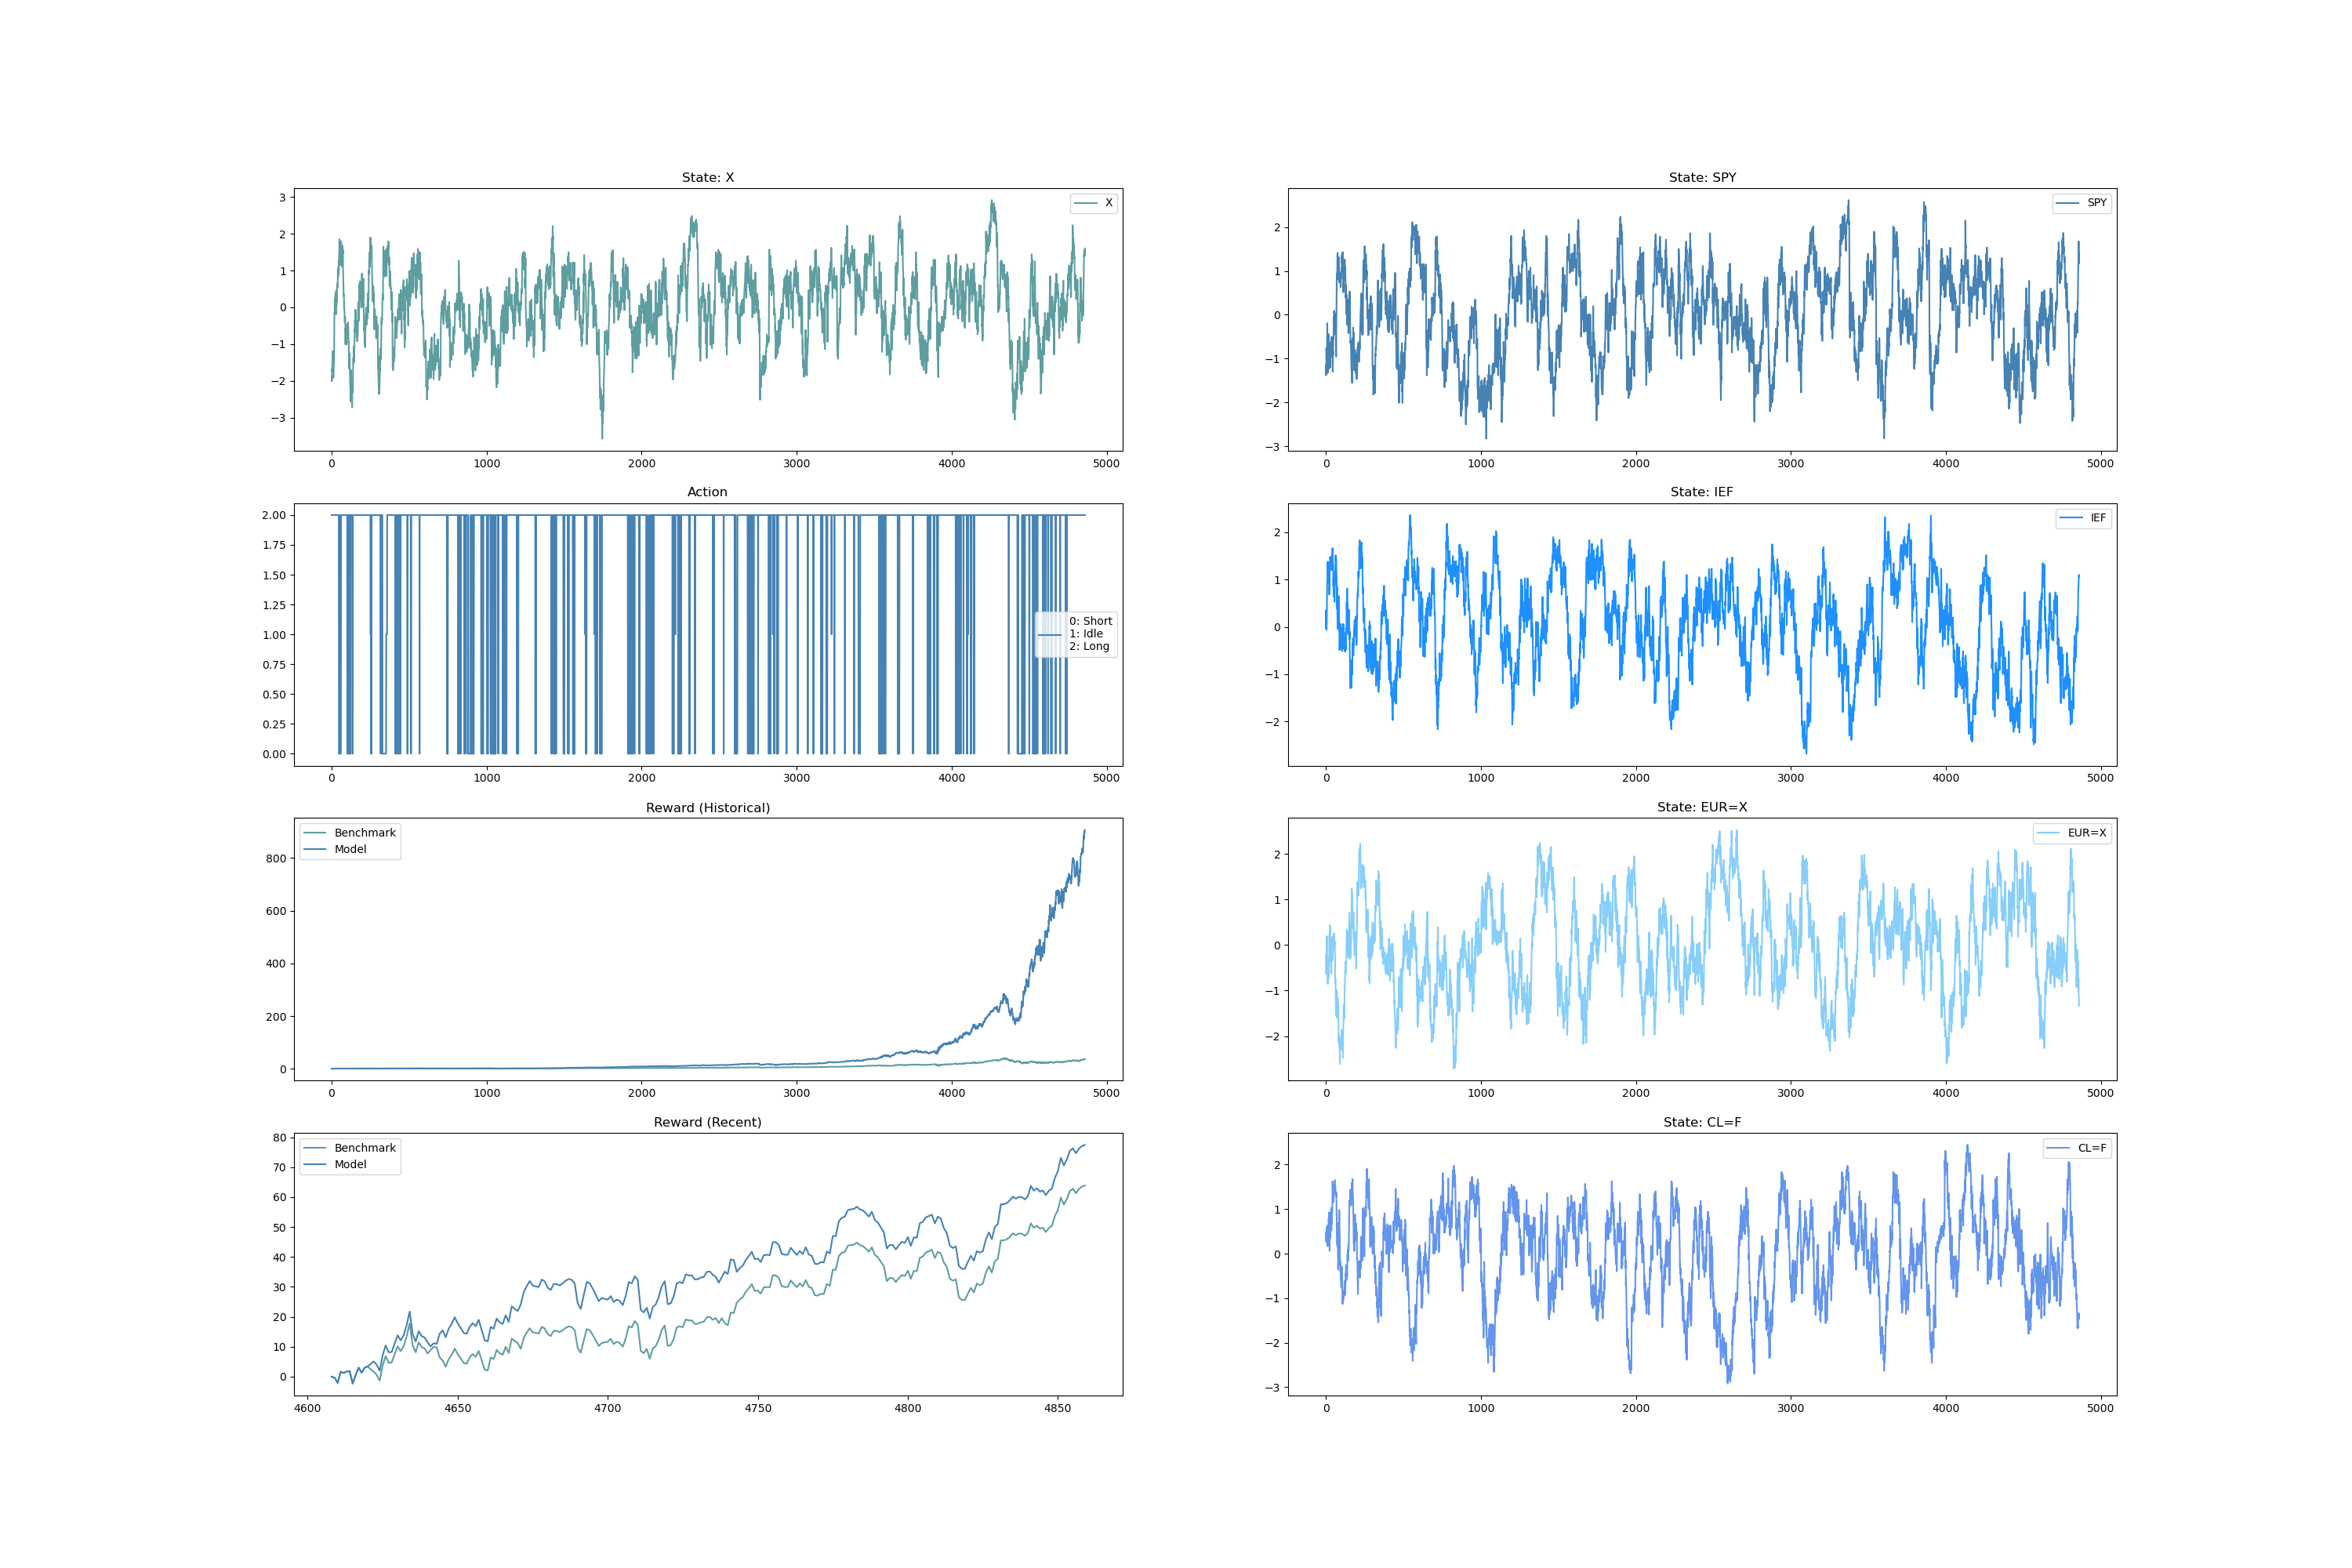 State: X
X
3
2
1
0
−1
−2
−3
0 1000 2000 3000 4000 5000
State: SPY
SPY
2
1
0
−1
−2
−3
0 1000 2000 3000 4000 5000
Action
2.00
1.75
1.50
1.25
1.00
0.75
0.50
0.25
0.00
0: Short
1: Idle
2: Long
0 1000 2000 3000 4000 5000
State: IEF
IEF
2
1
0
−1
−2
0 1000 2000 3000 4000 5000
Reward (Historical)
Benchmark
Model
800
600
400
200
0
0 1000 2000 3000 4000 5000
State: EUR=X
EUR=X
2
1
0
−1
−2
0 1000 2000 3000 4000 5000
Reward (Recent)
Benchmark
Model
80
70
60
50
40
30
20
10
0
4600 4650 4700 4750 4800 4850
State: CL=F
CL=F
2
1
0
−1
−2
−3
0 1000 2000 3000 4000 5000